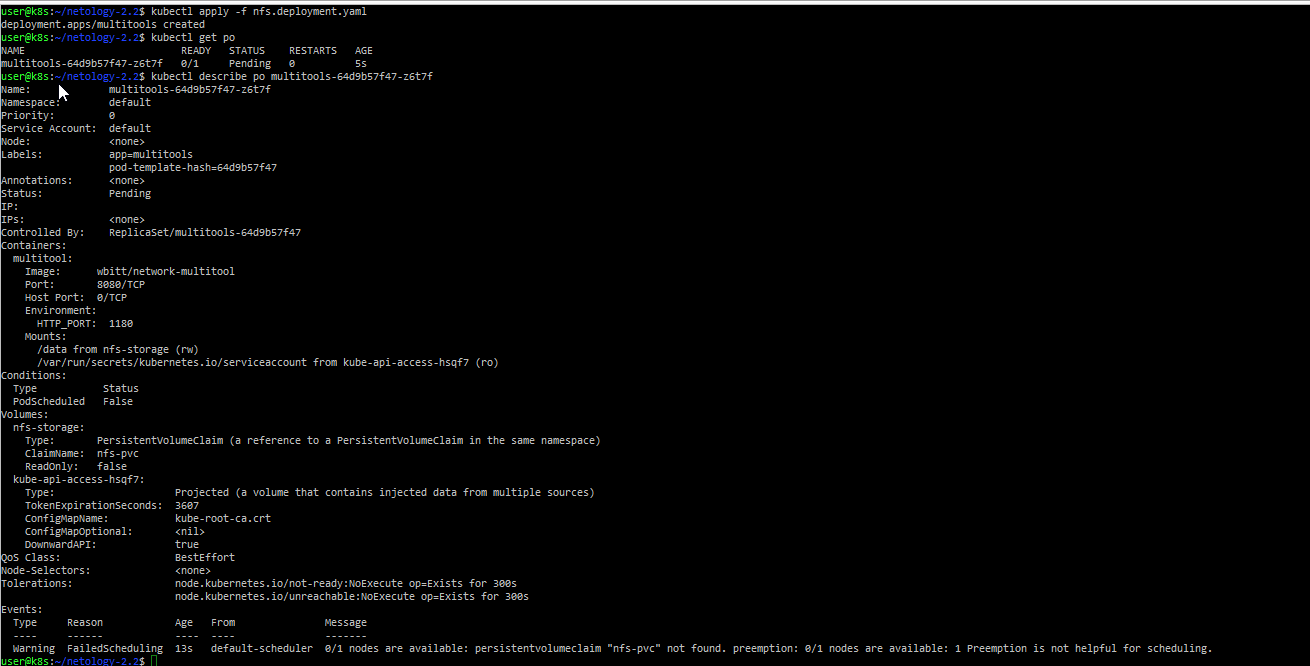 user@k8s:~/netology-2.2$ kubectl apply -f nfs.deployment.yaml
deployment.apps/multitools created
user@k8s:~/netology-2.2$ kubectl get po
NAME                          READY   STATUS    RESTARTS   AGE
multitools-64d9b57f47-z6t7f   0/1     Pending   0          5s
user@k8s:~/netology-2.2$ kubectl describe po multitools-64d9b57f47-z6t7f
Name:             multitools-64d9b57f47-z6t7f
Namespace:        default
Priority:         0
Service Account:  default
Node:             <none>
Labels:           app=multitools
                  pod-template-hash=64d9b57f47
Annotations:      <none>
Status:           Pending
IP:
IPs:              <none>
Controlled By:    ReplicaSet/multitools-64d9b57f47
Containers:
  multitool:
    Image:      wbitt/network-multitool
    Port:       8080/TCP
    Host Port:  0/TCP
    Environment:
      HTTP_PORT:  1180
    Mounts:
      /data from nfs-storage (rw)
      /var/run/secrets/kubernetes.io/serviceaccount from kube-api-access-hsqf7 (ro)
Conditions:
  Type           Status
  PodScheduled   False
Volumes:
  nfs-storage:
    Type:       PersistentVolumeClaim (a reference to a PersistentVolumeClaim in the same namespace)
    ClaimName:  nfs-pvc
    ReadOnly:   false
  kube-api-access-hsqf7:
    Type:                    Projected (a volume that contains injected data from multiple sources)
    TokenExpirationSeconds:  3607
    ConfigMapName:           kube-root-ca.crt
    ConfigMapOptional:       <nil>
    DownwardAPI:             true
QoS Class:                   BestEffort
Node-Selectors:              <none>
Tolerations:                 node.kubernetes.io/not-ready:NoExecute op=Exists for 300s
                             node.kubernetes.io/unreachable:NoExecute op=Exists for 300s
Events:
  Type     Reason            Age   From               Message
  ----     ------            ----  ----               -------
  Warning  FailedScheduling  13s   default-scheduler  0/1 nodes are available: persistentvolumeclaim "nfs-pvc" not found. preemption: 0/1 nodes are available: 1 Preemption is not helpful for scheduling.
user@k8s:~/netology-2.2$